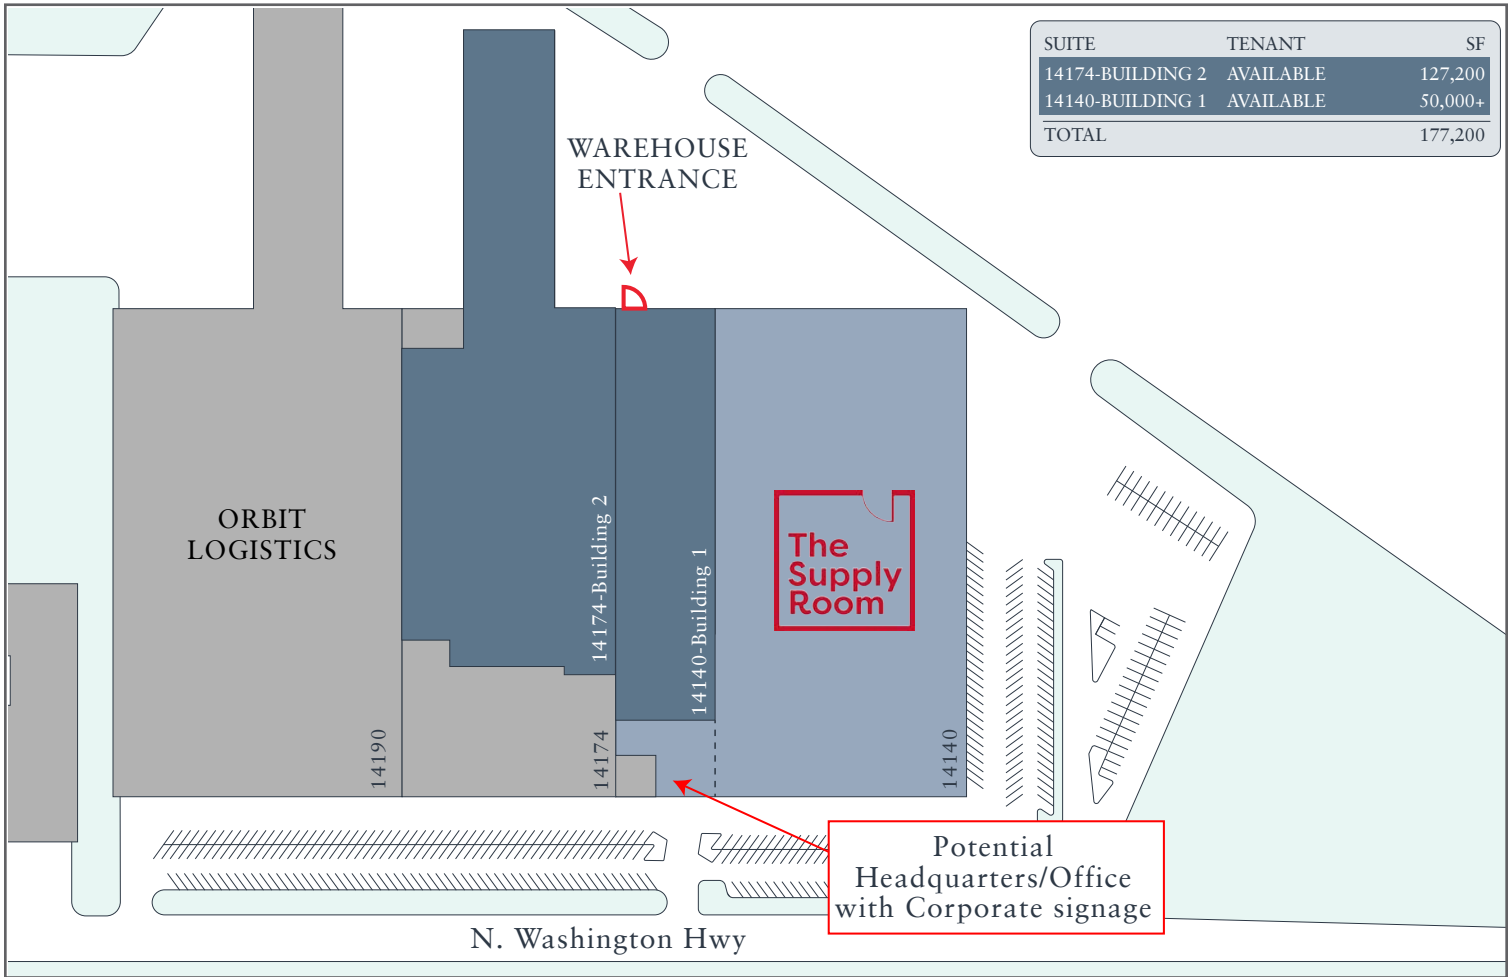 SUITE TENANT SF
14174-BUILDING 2 AVAILABLE 127,200
14140-BUILDING 1 AVAILABLE 50,000+
TOTAL 177,200
WAREHOUSE
ENTRANCE
ORBIT
LOGISTICS
14174-Building 2
14140-Building 1
The
Supply
Room
14190
14174
14140
Potential
Headquarters/Office
with Corporate signage
N. Washington Hwy